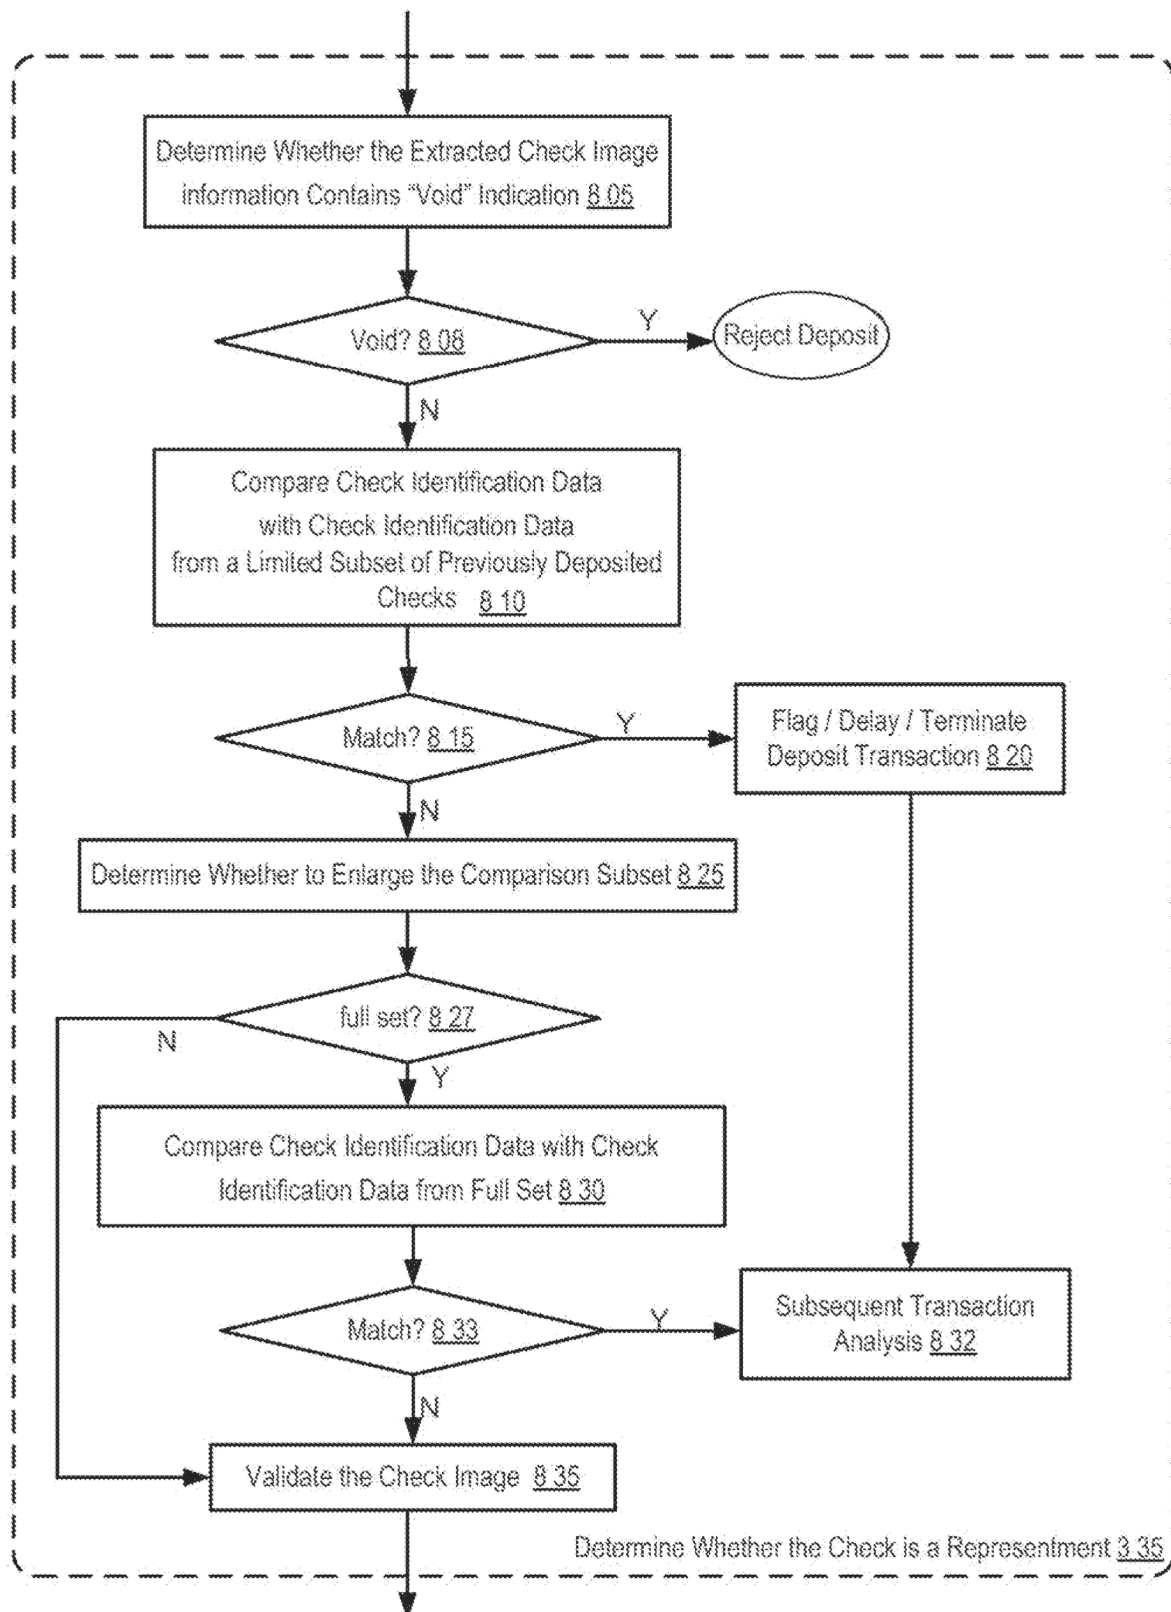 Determine Whether the Extracted Check Image
information Contains "Void" Indication 8 05
Void? 8 08
Y
Reject Deposit
N
Compare Check Identification Data
with Check Identification Data
from a Limited Subset of Previously Deposited
Checks 8 10
Match? 8 15
Y
Flag / Delay / Terminate
Deposit Transaction 8 20
N
Determine Whether to Enlarge the Comparison Subset 8 25
full set? 8 27
N
Y
Compare Check Identification Data with Check
Identification Data from Full Set 8 30
Match? 8 33
Y
Subsequent Transaction
Analysis 8 32
N
Validate the Check Image 8 35
Determine Whether the Check is a Representment 3 35